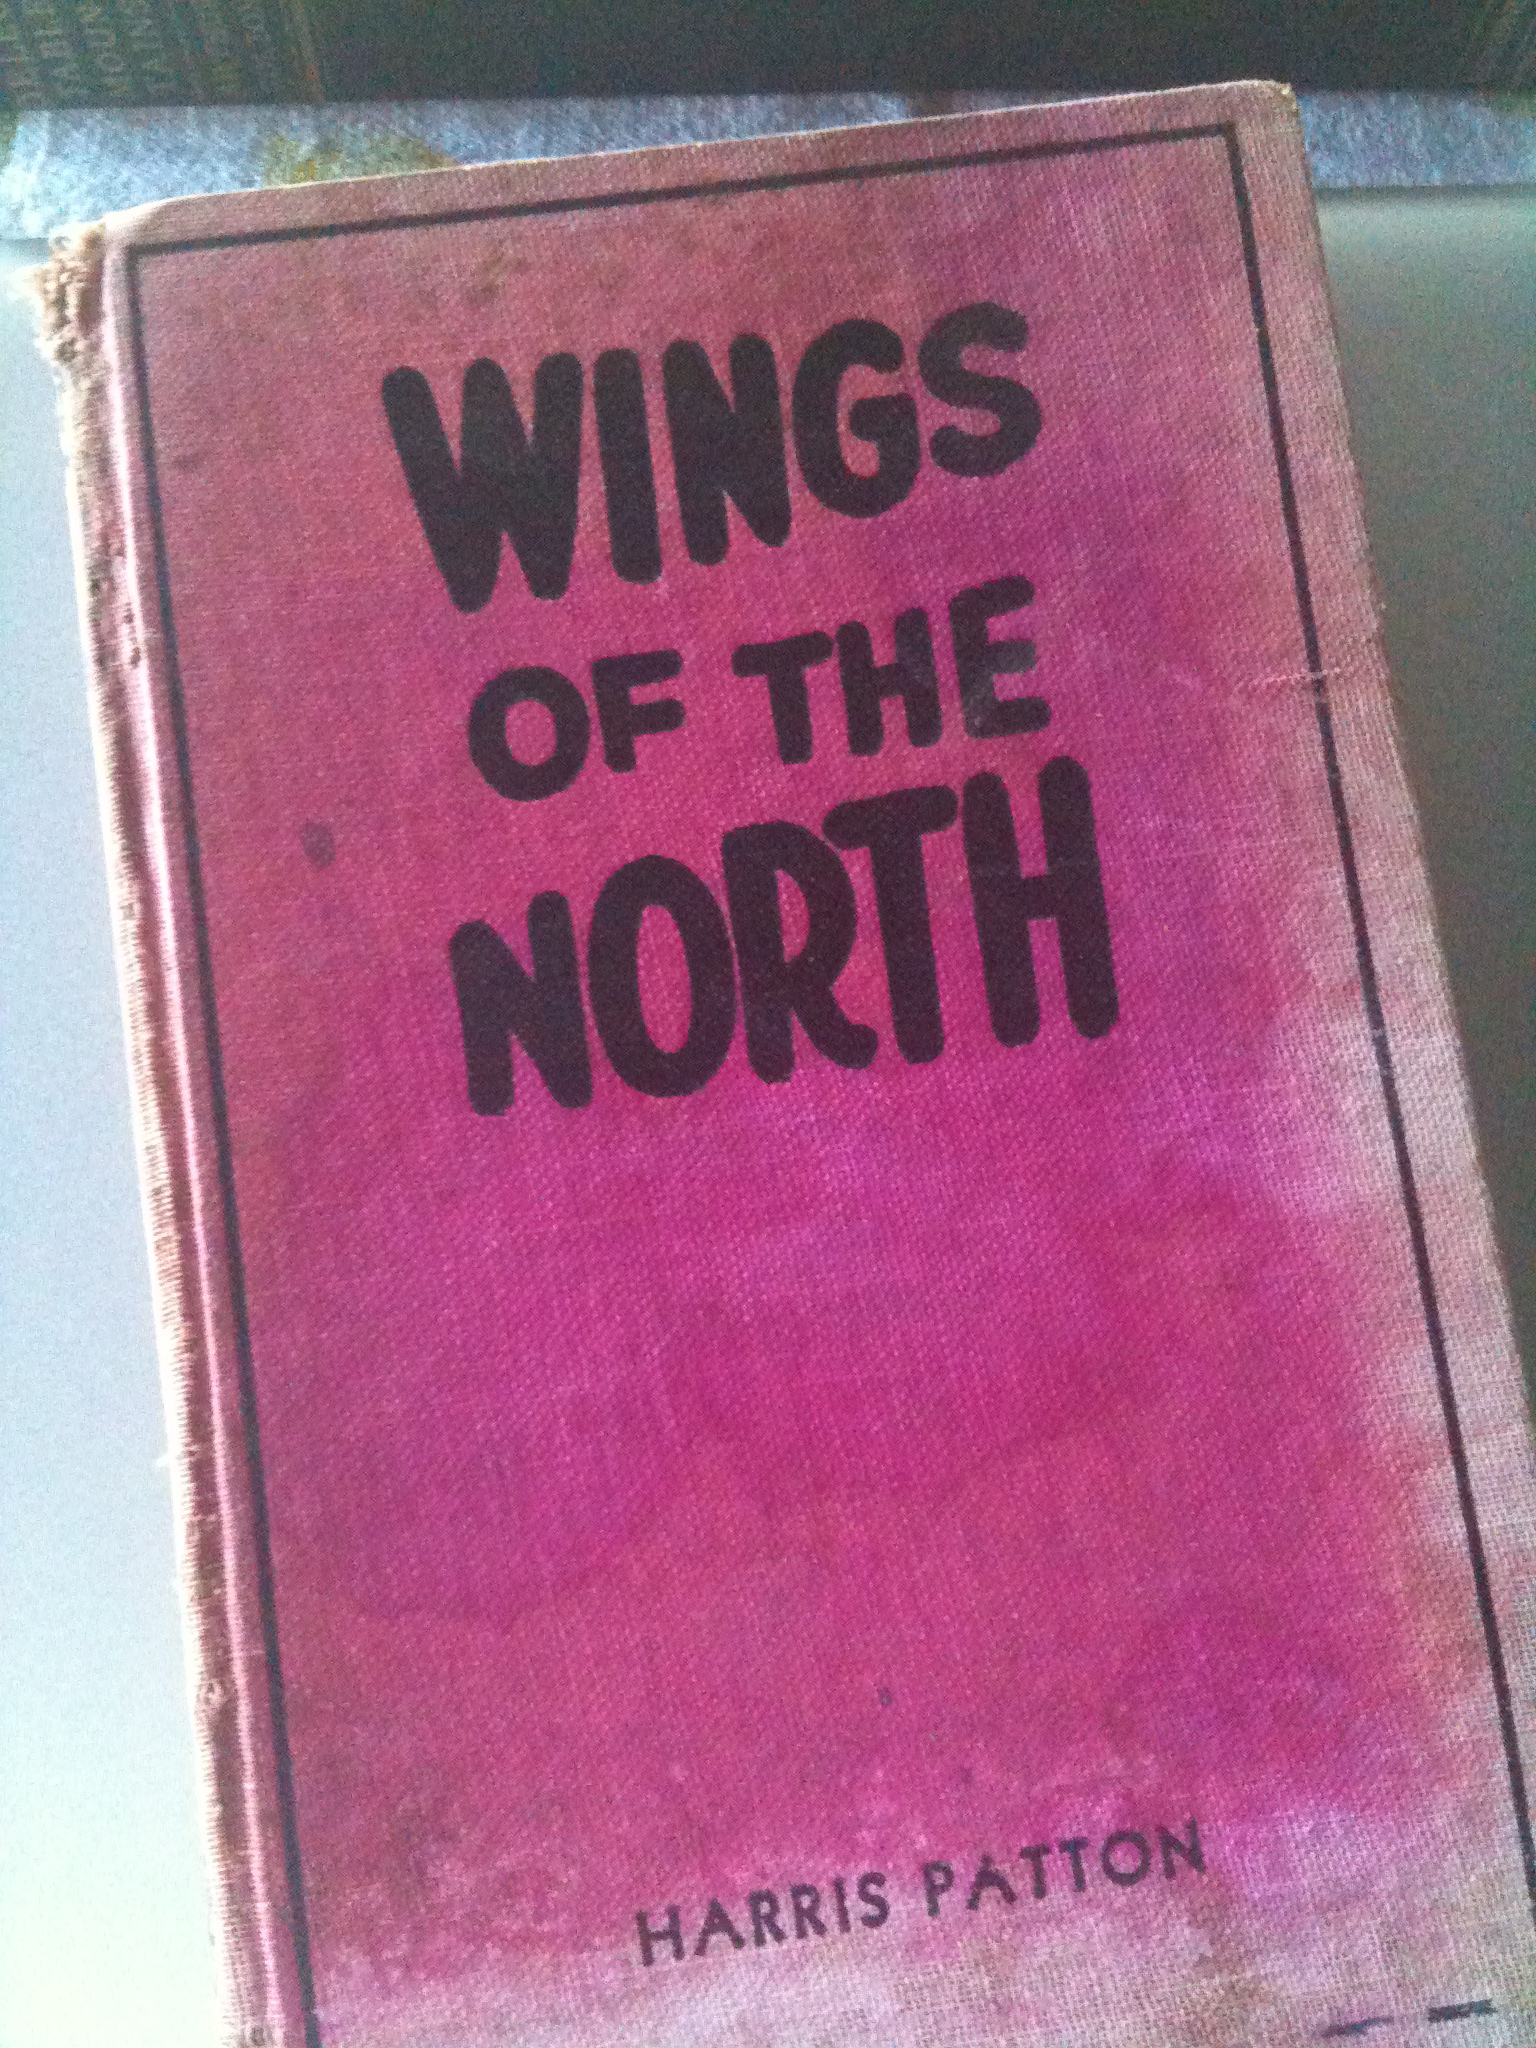 WINGS
OF THE
NORTH
HARRIS PATTON